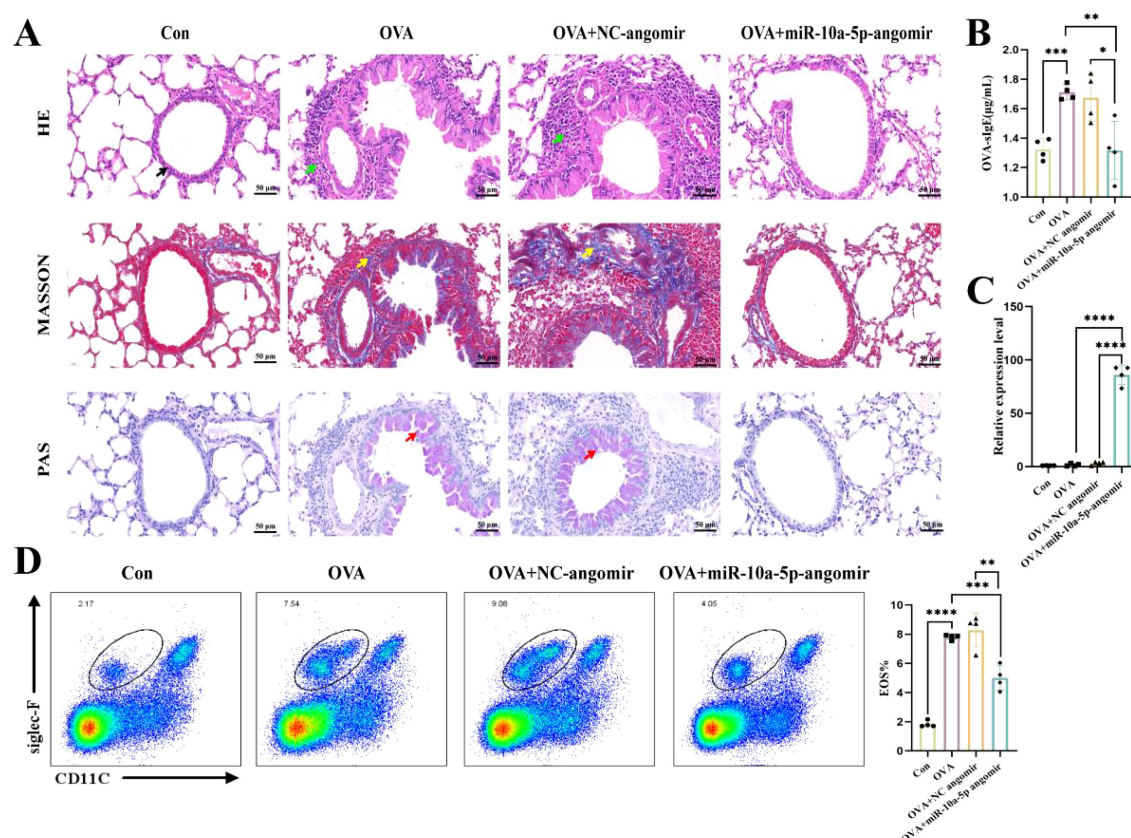 A
Con
OVA
OVA+NC-angomir
OVA+miR-10a-5p-angomir
HE
50 μm
50 μm
50 μm
50 μm
MASSON
50 μm
50 μm
50 μm
50 μm
PAS
50 μm
50 μm
50 μm
50 μm
B
OVA-sIgE(μg/mL)
2.0
1.8
1.6
1.4
1.2
1.0
***
**
*
Con
OVA
OVA+NC angomir
OVA+miR-10a-5p angomir
C
Relative expression leval
150
100
50
0
****
****
Con
OVA
OVA+NC angomir
OVA+miR-10a-5p-angomir
D
Con
OVA
OVA+NC-angomir
OVA+miR-10a-5p-angomir
siglec-F
2.17
7.54
9.08
4.05
CD11C
EOS%
10
8
6
4
2
0
****
***
**
Con
OVA
OVA+NC angomir
OVA+miR-10a-5p angomir